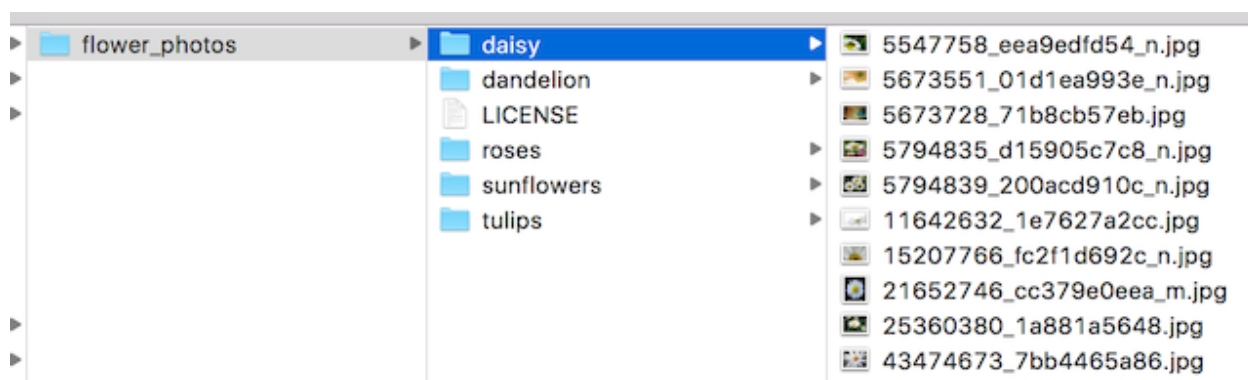 flower_photos
daisy
dandelion
LICENSE
roses
sunflowers
tulips
5547758_eea9edfd54_n.jpg
5673551_01d1ea993e_n.jpg
5673728_71b8cb57eb.jpg
5794835_d15905c7c8_n.jpg
5794839_200acd910c_n.jpg
11642632_1e7627a2cc.jpg
15207766_fc2f1d692c_n.jpg
21652746_cc379e0eea_m.jpg
25360380_1a881a5648.jpg
43474673_7bb4465a86.jpg